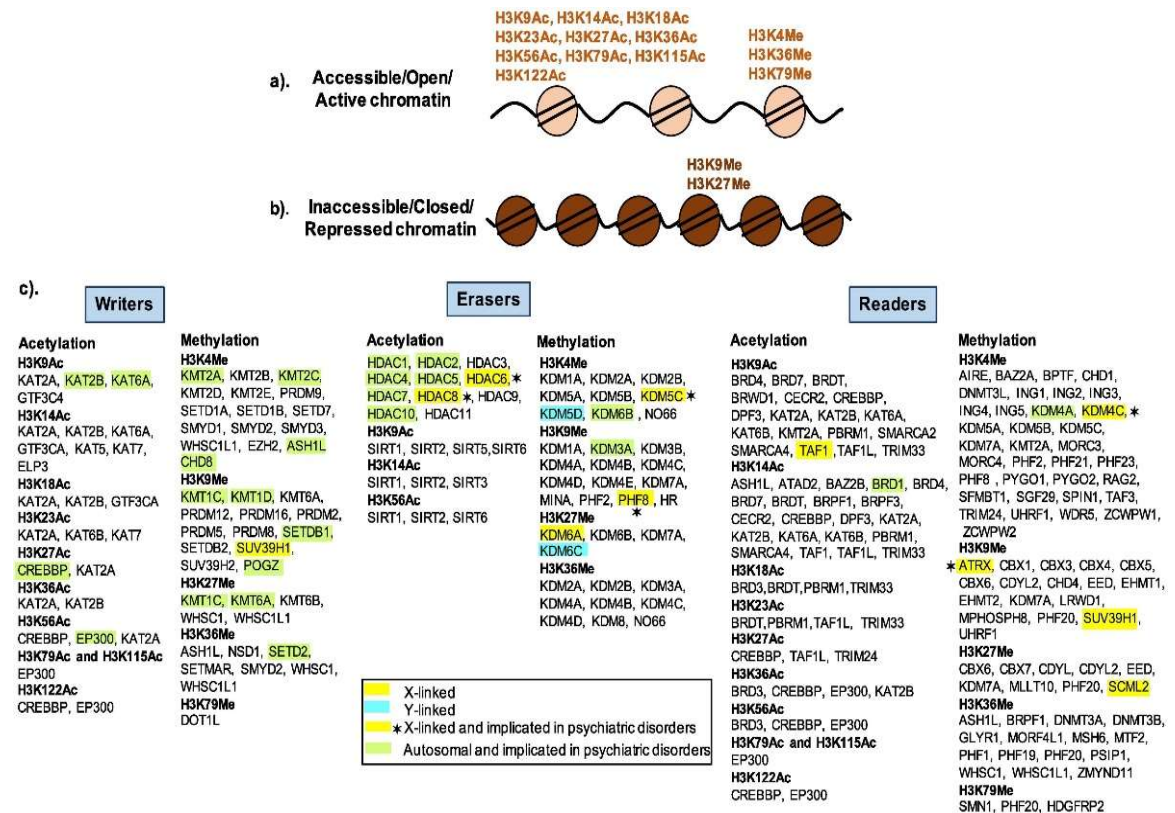 H3K9Ac, H3K14Ac, H3K18Ac
H3K23Ac, H3K27Ac, H3K36Ac
H3K56Ac, H3K79Ac, H3K115Ac
H3K122Ac
H3K4Me
H3K36Me
H3K79Me
a). Accessible/Open/
Active chromatin
H3K9Me
H3K27Me
b). Inaccessible/Closed/
Repressed chromatin
c).
Writers
Acetylation
H3K9Ac
KAT2A, KAT2B, KAT6A,
GTF3C4
H3K14Ac
KAT2A, KAT2B, KAT6A,
GTF3CA, KAT5, KAT7,
ELP3
H3K18Ac
KAT2A, KAT2B, GTF3CA
H3K23Ac
KAT2A, KAT6B, KAT7
H3K27Ac
CREBBP, KAT2A
H3K36Ac
KAT2A, KAT2B
H3K56Ac
CREBBP, EP300, KAT2A
H3K79Ac and H3K115Ac
EP300
H3K122Ac
CREBBP, EP300
Methylation
H3K4Me
KMT2A, KMT2B, KMT2C,
KMT2D, KMT2E, PRDM9,
SETD1A, SETD1B, SETD7,
SMYD1, SMYD2, SMYD3,
WHSC1L1, EZH2, ASH1L
CHD8
H3K9Me
KMT1C, KMT1D, KMT6A,
PRDM12, PRDM16, PRDM2,
PRDM5, PRDM8, SETDB1,
SETDB2, SUV39H1,
SUV39H2, POGZ
H3K27Me
KMT1C, KMT6A, KMT6B,
WHSC1, WHSC1L1
H3K36Me
ASH1L, NSD1, SETD2,
SETMAR, SMYD2, WHSC1,
WHSC1L1
H3K79Me
DOT1L
Erasers
Acetylation
HDAC1, HDAC2, HDAC3,
HDAC4, HDAC5, HDAC6,*
HDAC7, HDAC8 *, HDAC9,
HDAC10, HDAC11
H3K9Ac
SIRT1, SIRT2, SIRT5,SIRT6
H3K14Ac
SIRT1, SIRT2, SIRT3
H3K56Ac
SIRT1, SIRT2, SIRT6
Methylation
H3K4Me
KDM1A, KDM2A, KDM2B,
KDM5A, KDM5B, KDM5C *
KDM5D, KDM6B, NO66
H3K9Me
KDM1A, KDM3A, KDM3B,
KDM4A, KDM4B, KDM4C,
KDM4D, KDM4E, KDM7A,
MINA, PHF2, PHF8, HR
*
H3K27Me
KDM6A, KDM6B, KDM7A,
KDM6C
H3K36Me
KDM2A, KDM2B, KDM3A,
KDM4A, KDM4B, KDM4C,
KDM4D, KDM8, NO66
X-linked
Y-linked
* X-linked and implicated in psychiatric disorders
Autosomal and implicated in psychiatric disorders
Readers
Acetylation
H3K9Ac
BRD4, BRD7, BRDT,
BRWD1, CECR2, CREBBP,
DPF3, KAT2A, KAT2B, KAT6A,
KAT6B, KMT2A, PBRM1, SMARCA2
SMARCA4, TAF1 ,TAF1L, TRIM33
H3K14Ac
ASH1L, ATAD2, BAZ2B, BRD1, BRD4,
BRD7, BRDT, BRPF1, BRPF3,
CECR2, CREBBP, DPF3, KAT2A,
KAT2B, KAT6A, KAT6B, PBRM1,
SMARCA4, TAF1, TAF1L, TRIM33
H3K18Ac
BRD3,BRDT,PBRM1,TRIM33
H3K23Ac
BRDT,PBRM1,TAF1L, TRIM33
H3K27Ac
CREBBP, TAF1L, TRIM24
H3K36Ac
BRD3, CREBBP, EP300, KAT2B
H3K56Ac
BRD3, CREBBP, EP300
H3K79Ac and H3K115Ac
EP300
H3K122Ac
CREBBP, EP300
Methylation
H3K4Me
AIRE, BAZ2A, BPTF, CHD1,
DNMT3L, ING1, ING2, ING3,
ING4, ING5, KDM4A, KDM4C, *
KDM5A, KDM5B, KDM5C,
KDM7A, KMT2A, MORC3,
MORC4, PHF2, PHF21, PHF23,
PHF8 , PYGO1, PYGO2, RAG2,
SFMBT1, SGF29, SPIN1, TAF3,
TRIM24, UHRF1, WDR5, ZCWPW1,
ZCWPW2
H3K9Me
* ATRX, CBX1, CBX3, CBX4, CBX5,
CBX6, CDYL2, CHD4, EED, EHMT1,
EHMT2, KDM7A, LRWD1,
MPHOSPH8, PHF20, SUV39H1,
UHRF1
H3K27Me
CBX6, CBX7, CDYL, CDYL2, EED,
KDM7A, MLLT10, PHF20, SCML2
H3K36Me
ASH1L, BRPF1, DNMT3A, DNMT3B,
GLYR1, MORF4L1, MSH6, MTF2,
PHF1, PHF19, PHF20, PSIP1,
WHSC1, WHSC1L1, ZMYND11
H3K79Me
SMN1, PHF20, HDGFRP2